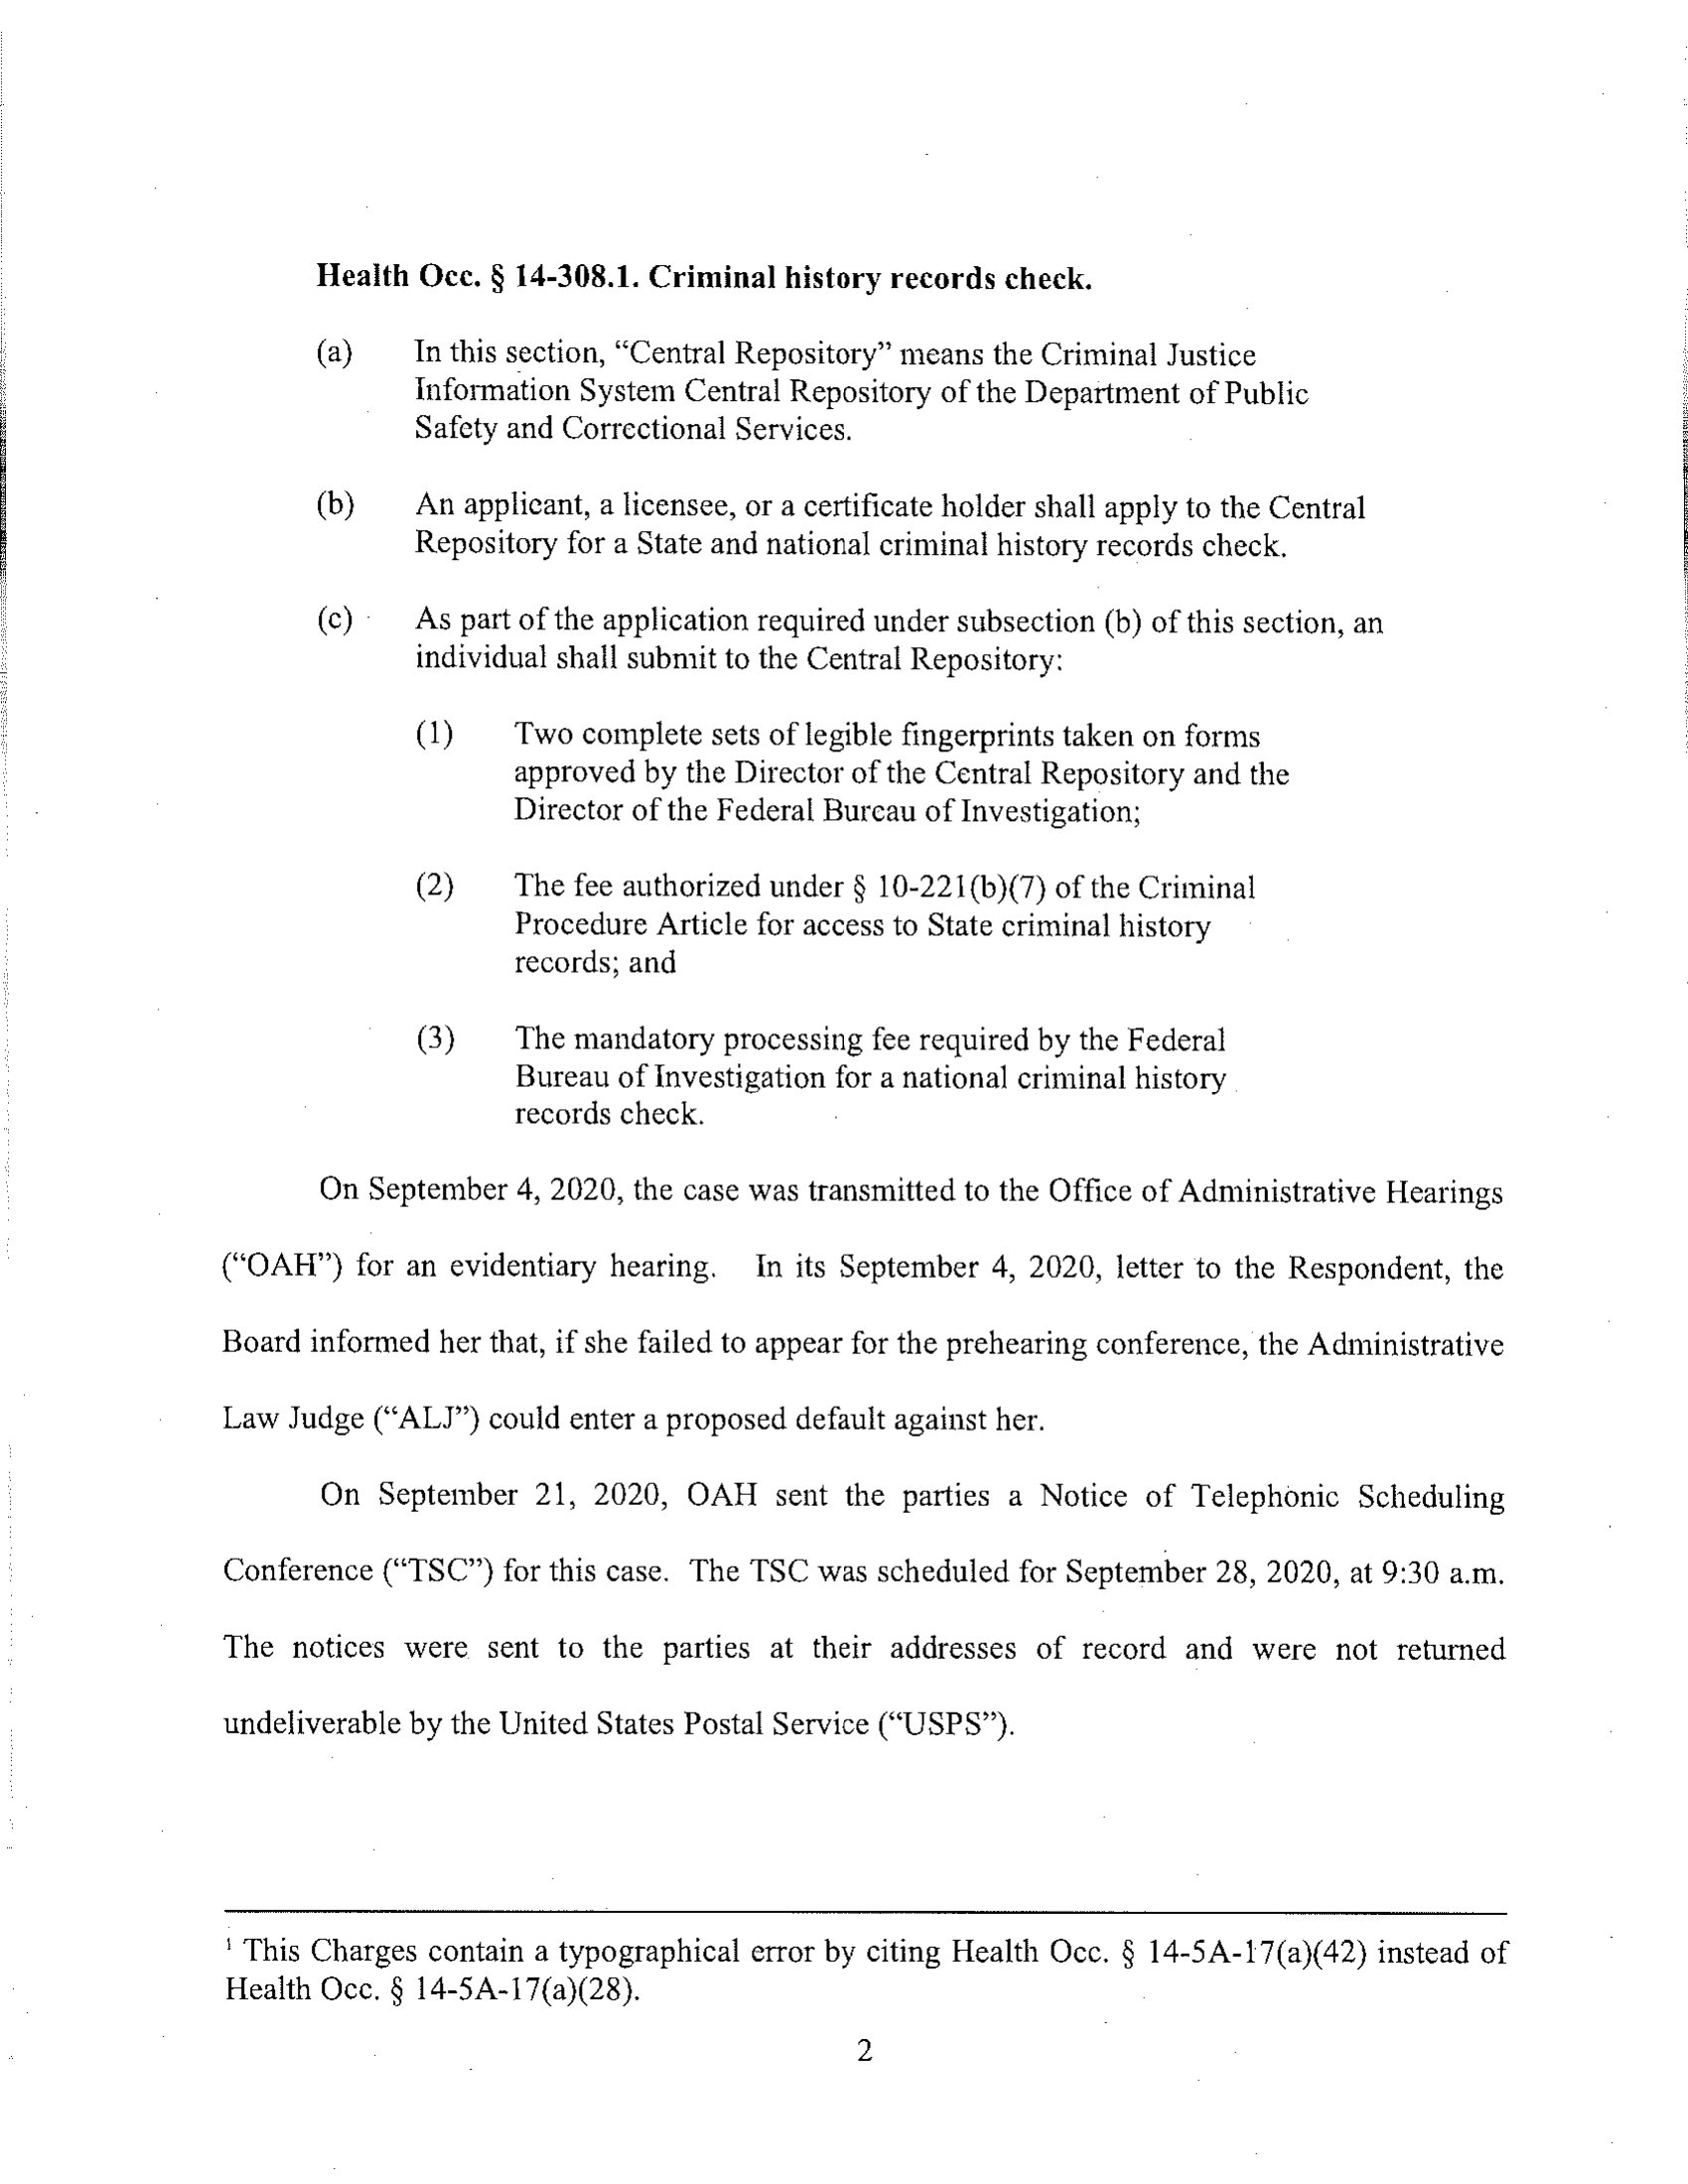 Health Occ. § 14-308.1. Criminal history records check.
(a) In this section, “Central Repository” means the Criminal Justice
Information System Central Repository of the Department of Public
Safety and Correctional Services.
(b) An applicant, a licensee, or a certificate holder shall apply to the Central
Repository for a State and national criminal history records check.
(c) As part of the application required under subsection (b) of this section, an
individual shall submit to the Central Repository:
(1) Two complete sets of legible fingerprints taken on forms
approved by the Director of the Central Repository and the
Director of the Federal Bureau of Investigation;
(2) The fee authorized under § 10-221(b)(7) of the Criminal
Procedure Article for access to State criminal history
records; and
(3) The mandatory processing fee required by the Federal
Bureau of Investigation for a national criminal history
records check.
On September 4, 2020, the case was transmitted to the Office of Administrative Hearings
(“OAH”) for an evidentiary hearing. In its September 4, 2020, letter to the Respondent, the
Board informed her that, if she failed to appear for the prehearing conference, the Administrative
Law Judge (“ALJ”) could enter a proposed default against her.
On September 21, 2020, OAH sent the parties a Notice of Telephonic Scheduling
Conference (“TSC”) for this case. The TSC was scheduled for September 28, 2020, at 9:30 a.m.
The notices were sent to the parties at their addresses of record and were not returned
undeliverable by the United States Postal Service (“USPS”).
1 This Charges contain a typographical error by citing Health Occ. § 14-5A-17(a)(42) instead of
Health Occ. § 14-5A-17(a)(28).
2